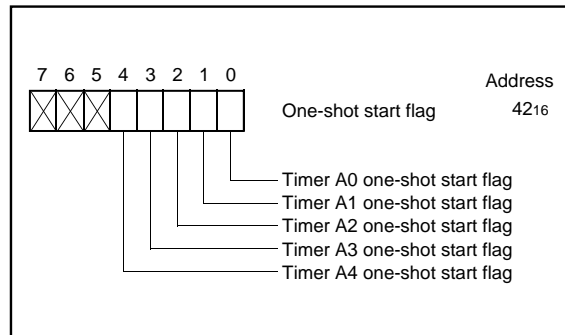 7 6 5 4 3 2 1 0
Address
One-shot start flag 4216
Timer A0 one-shot start flag
Timer A1 one-shot start flag
Timer A2 one-shot start flag
Timer A3 one-shot start flag
Timer A4 one-shot start flag